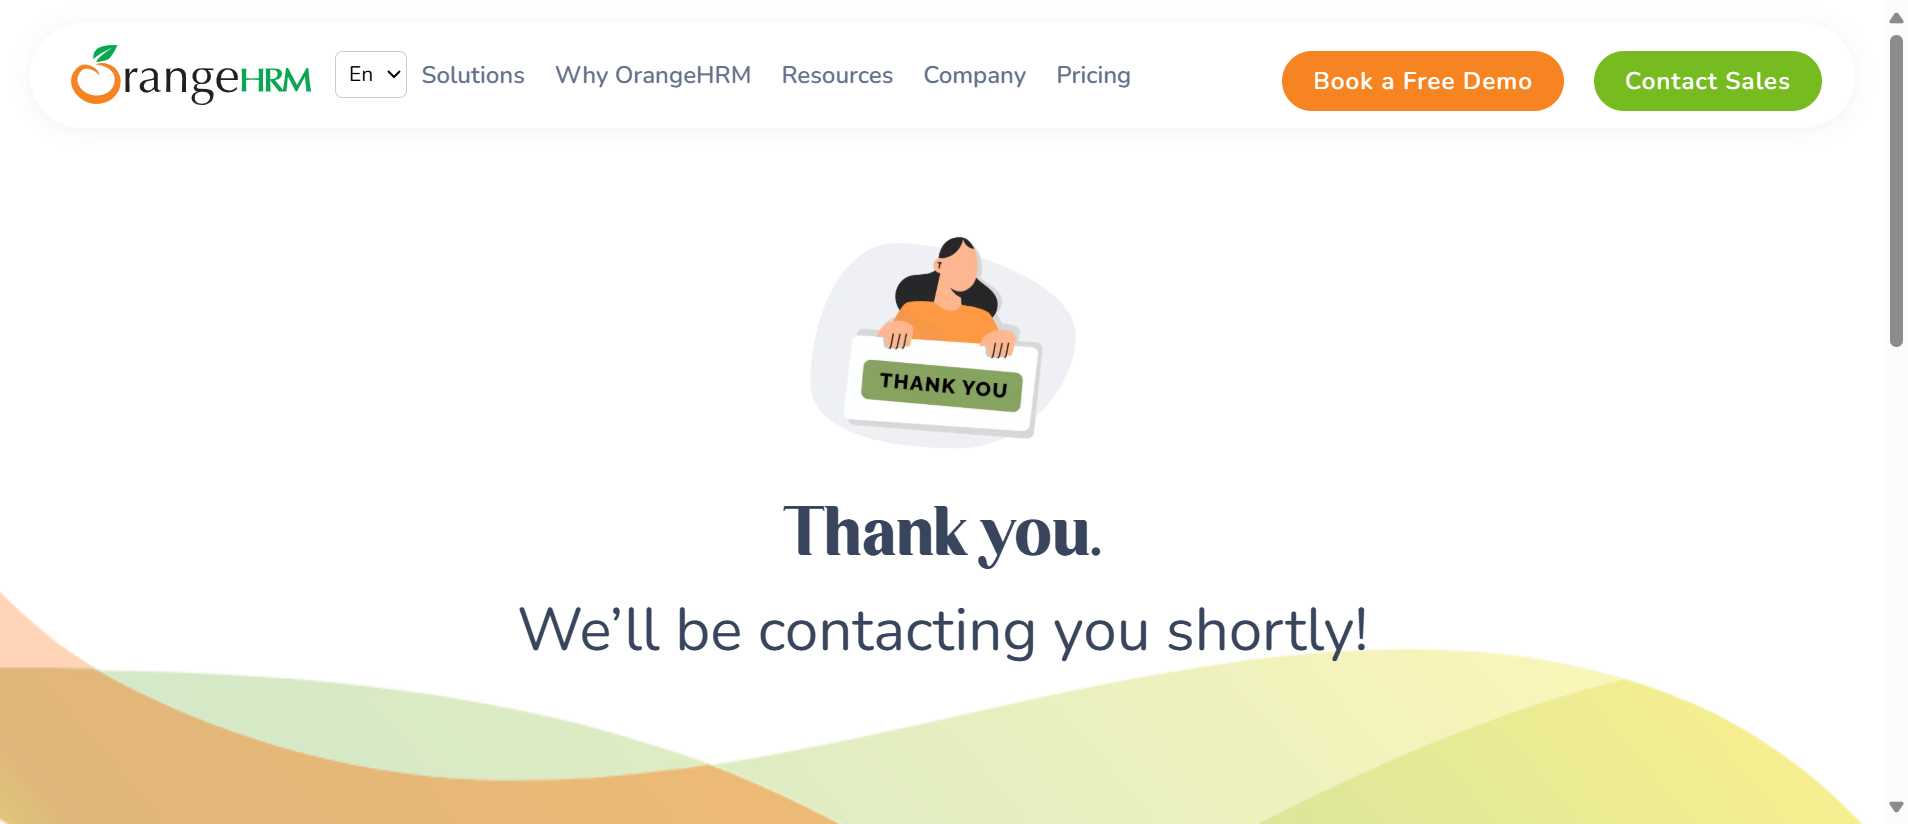 OrangeHRM
En
Solutions
Why OrangeHRM
Resources
Company
Pricing
Book a Free Demo
Contact Sales
THANK YOU
Thank you.
We’ll be contacting you shortly!